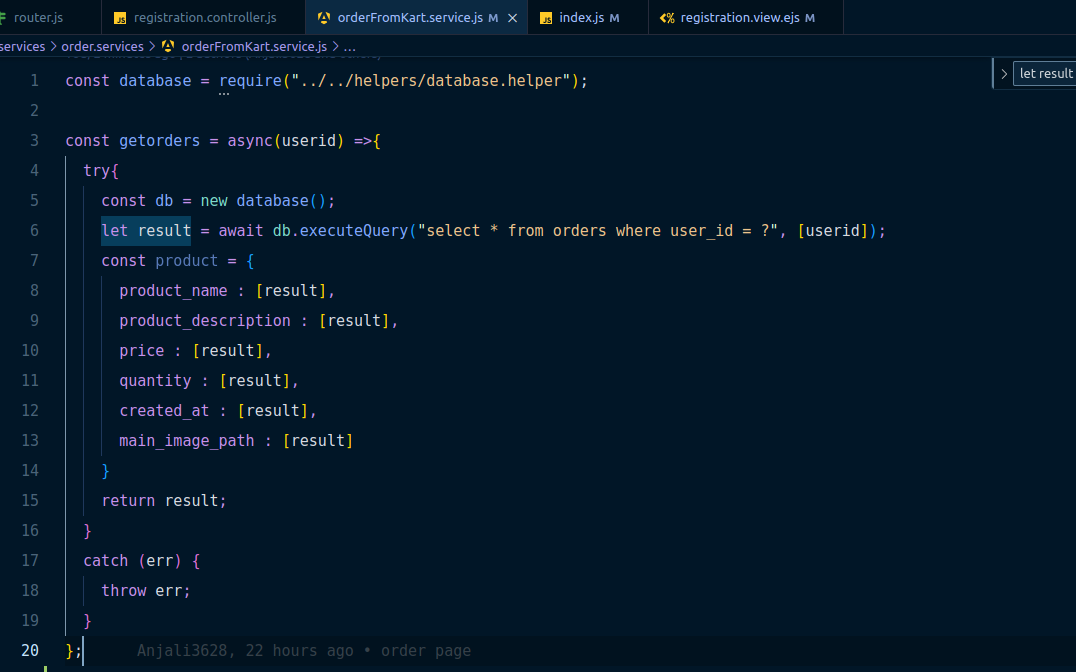 router.js
JS registration.controller.js
orderFromKart.service.js M
JS index.js M
<% registration.view.ejs M
services > order.services > orderFromKart.service.js > ...
let result
1 const database = require("../../helpers/database.helper");
2
3 const getorders = async(userid) =>{
4 try{
5 const db = new database();
6 let result = await db.executeQuery("select * from orders where user_id = ?", [userid]);
7 const product = {
8 product_name : [result],
9 product_description : [result],
10 price : [result],
11 quantity : [result],
12 created_at : [result],
13 main_image_path : [result]
14 }
15 return result;
16 }
17 catch (err) {
18 throw err;
19 }
20 }; Anjali3628, 22 hours ago • order page